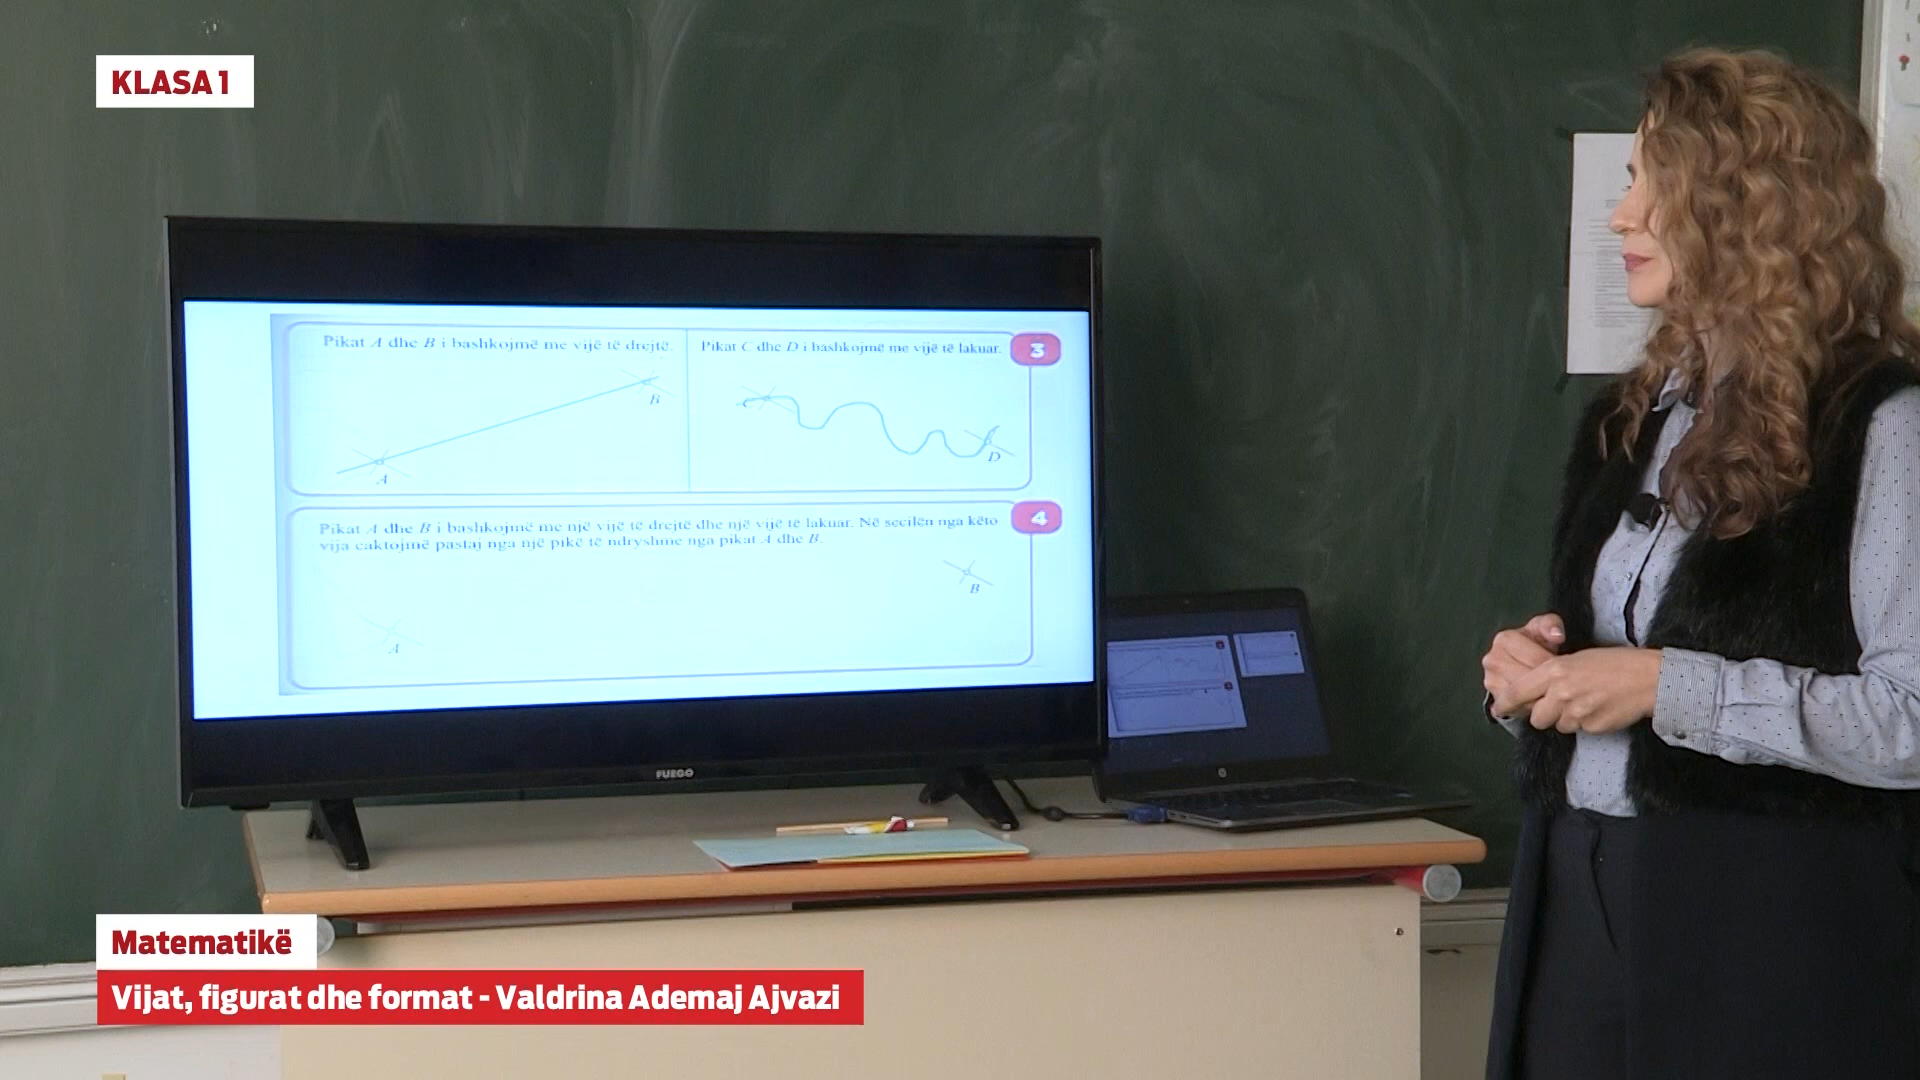 KLASA 1
Pikat A dhe B i bashkojmë me vijë të drejtë.
B
A
Pikat C dhe D i bashkojmë me vijë të lakuar.
3
C
D
4
Pikat A dhe B i bashkojmë me një vijë të drejtë dhe një vijë të lakuar. Në secilën nga këto
vija caktojmë pastaj nga një pikë të ndryshme nga pikat A dhe B.
B
A
FUEGO
hp
Matematikë
Vijat, figurat dhe format - Valdrina Ademaj Ajvazi